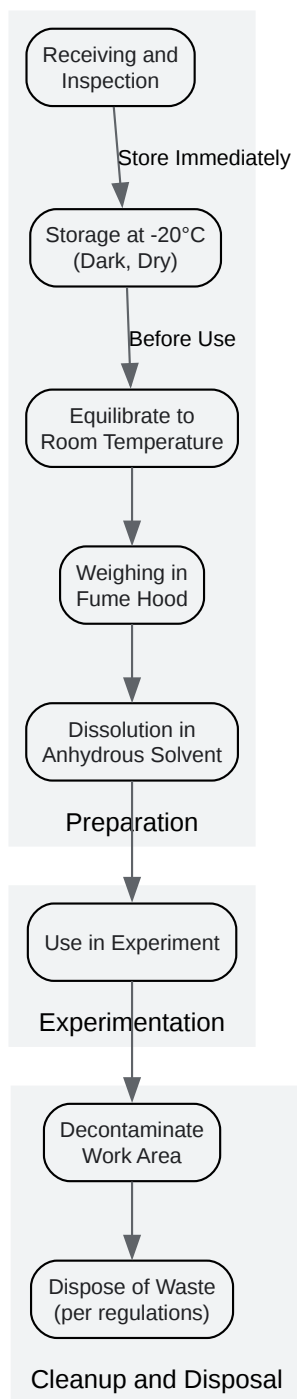 Receiving and
Inspection
Store Immediately
Storage at -20°C
(Dark, Dry)
Before Use
Equilibrate to
Room Temperature
Weighing in
Fume Hood
Dissolution in
Anhydrous Solvent
Preparation
Use in Experiment
Experimentation
Decontaminate
Work Area
Dispose of Waste
(per regulations)
Cleanup and Disposal